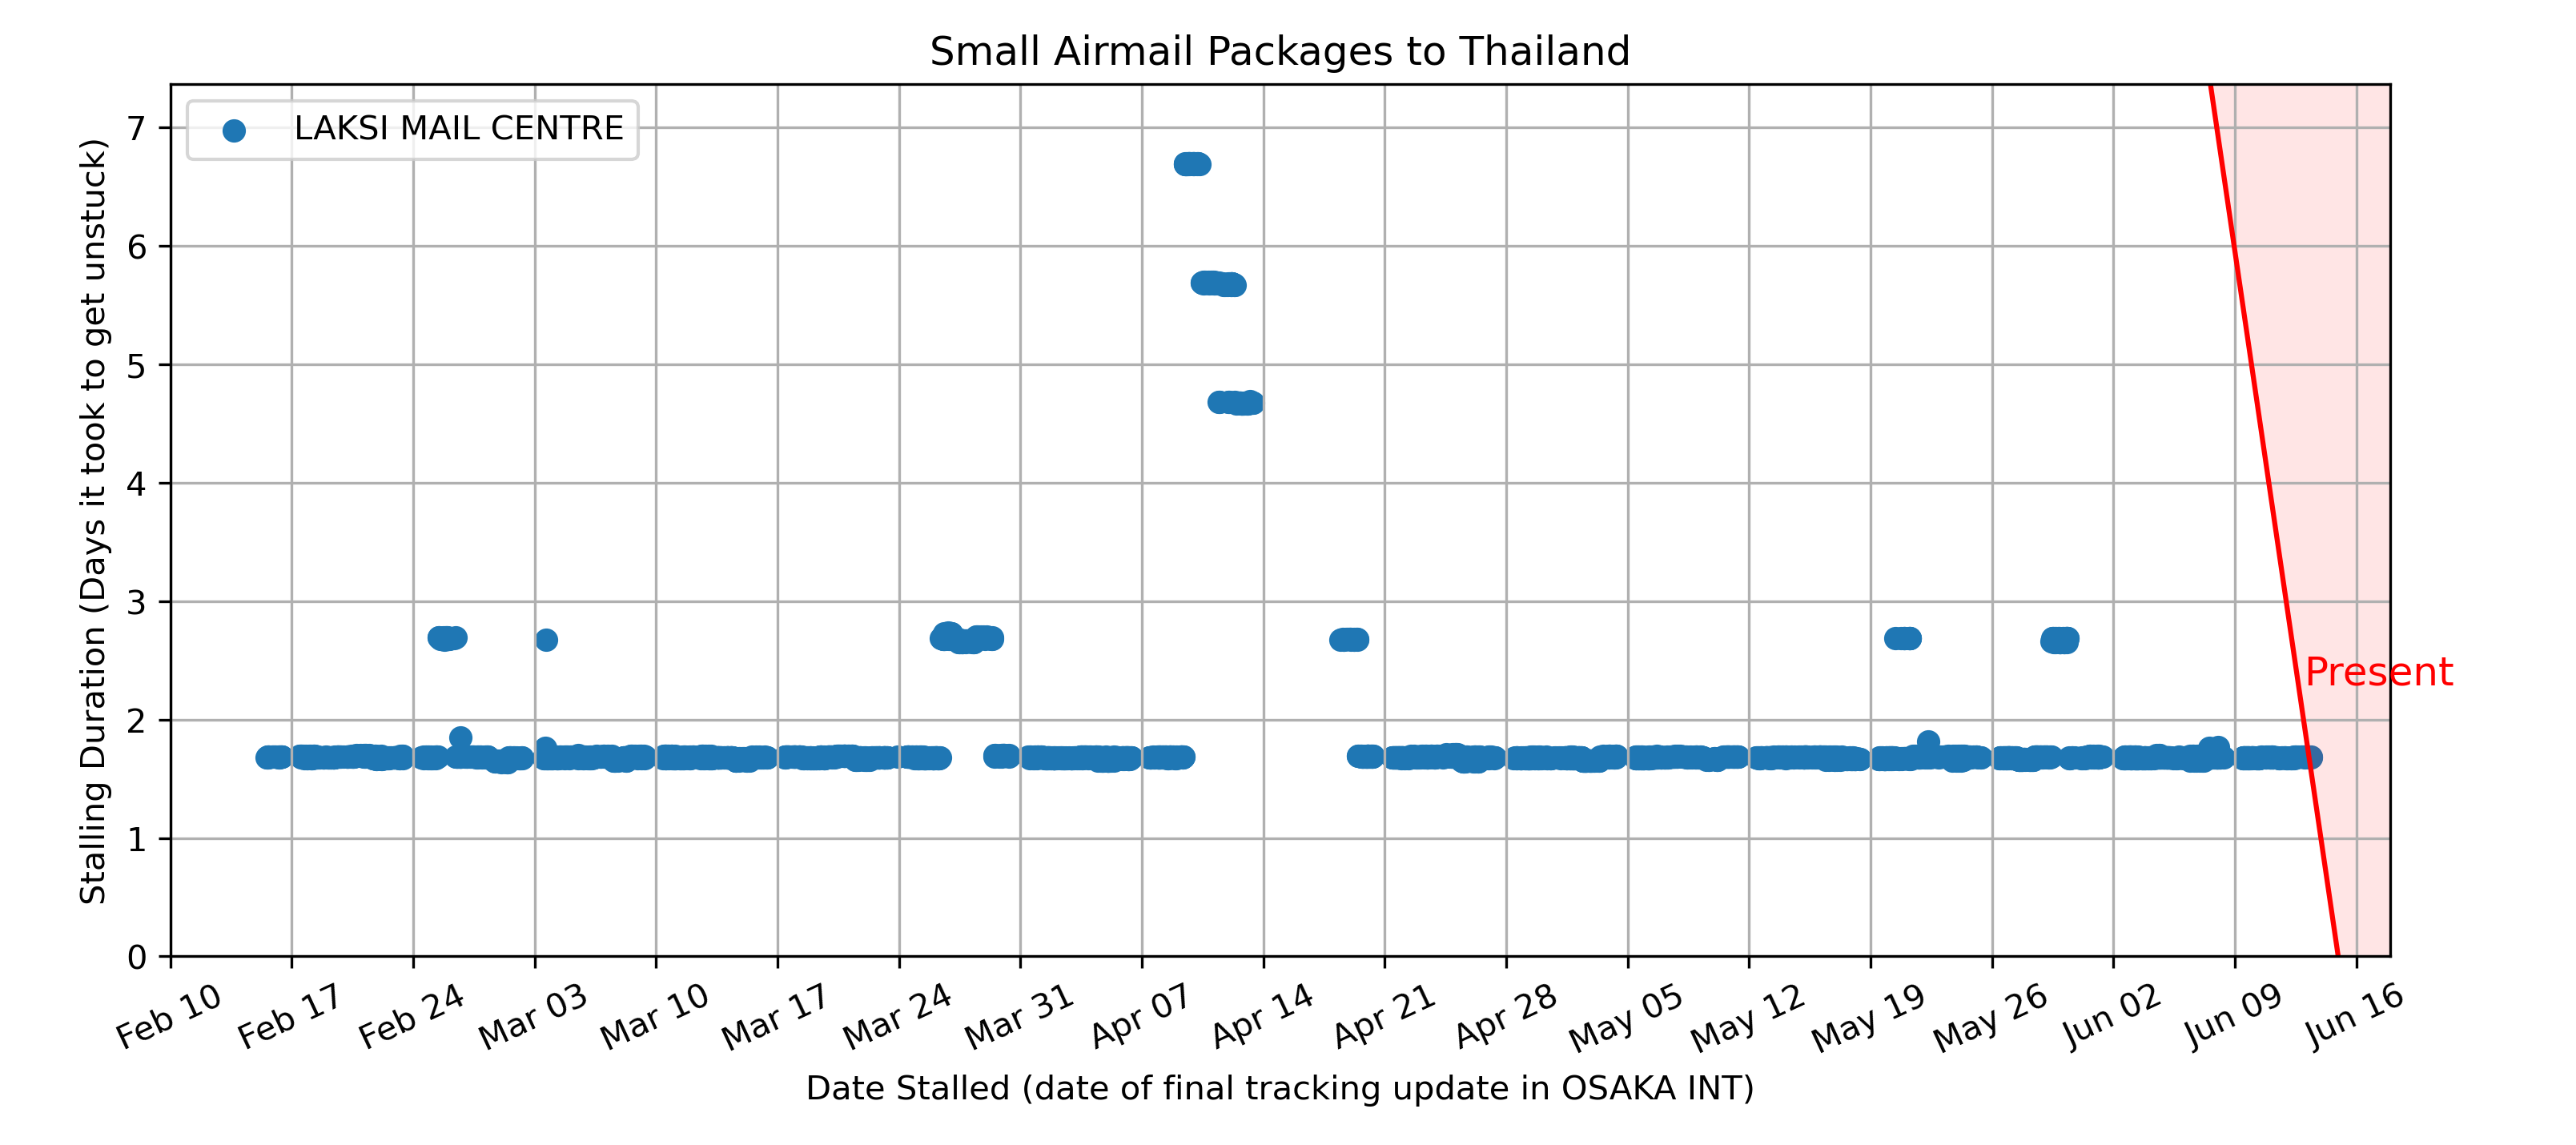 Small Airmail Packages to Thailand
LAKSI MAIL CENTRE
Stalling Duration (Days it took to get unstuck)
7
6
5
4
3
2
1
0
Present
Feb 10
Feb 17
Feb 24
Mar 03
Mar 10
Mar 17
Mar 24
Mar 31
Apr 07
Apr 14
Apr 21
Apr 28
May 05
May 12
May 19
May 26
Jun 02
Jun 09
Jun 16
Date Stalled (date of final tracking update in OSAKA INT)